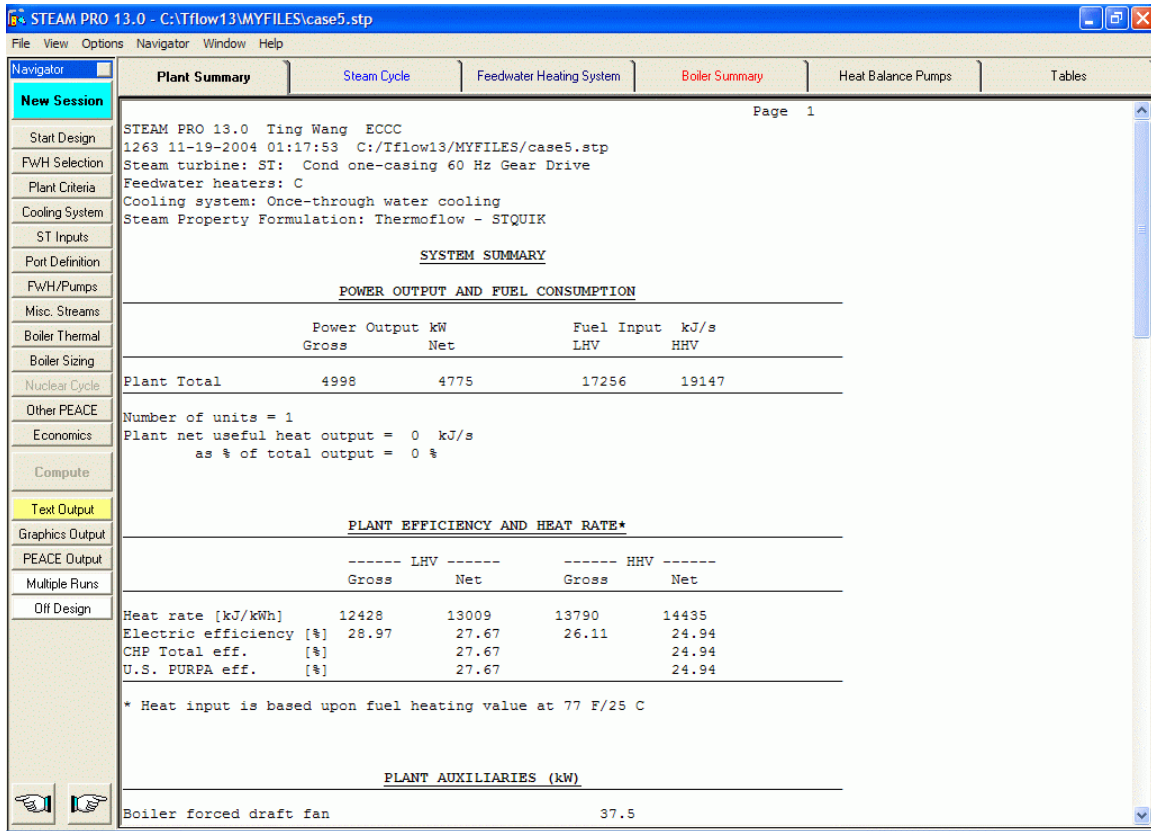 STEAM PRO 13.0 - C:\Tflow13\MYFILES\case5.stp
File View Options Navigator Window Help
Navigator
New Session
Start Design
FWH Selection
Plant Criteria
Cooling System
ST Inputs
Port Definition
FWH/Pumps
Misc. Streams
Boiler Thermal
Boiler Sizing
Nuclear Cycle
Other PEACE
Economics
Compute
Text Output
Graphics Output
PEACE Output
Multiple Runs
Off Design
Plant Summary Steam Cycle Feedwater Heating System Boiler Summary Heat Balance Pumps Tables
Page 1
STEAM PRO 13.0 Ting Wang ECCC
1263 11-19-2004 01:17:53 C:/Tflow13/MYFILES/case5.stp
Steam turbine: ST: Cond one-casing 60 Hz Gear Drive
Feedwater heaters: C
Cooling system: Once-through water cooling
Steam Property Formulation: Thermoflow - STQUIK
SYSTEM SUMMARY
POWER OUTPUT AND FUEL CONSUMPTION
Power Output kW Fuel Input kJ/s
Gross Net LHV HHV
Plant Total 4998 4775 17256 19147
Number of units = 1
Plant net useful heat output = 0 kJ/s
as % of total output = 0 %
PLANT EFFICIENCY AND HEAT RATE*
------ LHV ------ ------ HHV ------
Gross Net Gross Net
Heat rate [kJ/kWh] 12428 13009 13790 14435
Electric efficiency [%] 28.97 27.67 26.11 24.94
CHP Total eff. [%] 27.67 24.94
U.S. PURPA eff. [%] 27.67 24.94
* Heat input is based upon fuel heating value at 77 F/25 C
PLANT AUXILIARIES (kW)
Boiler forced draft fan 37.5